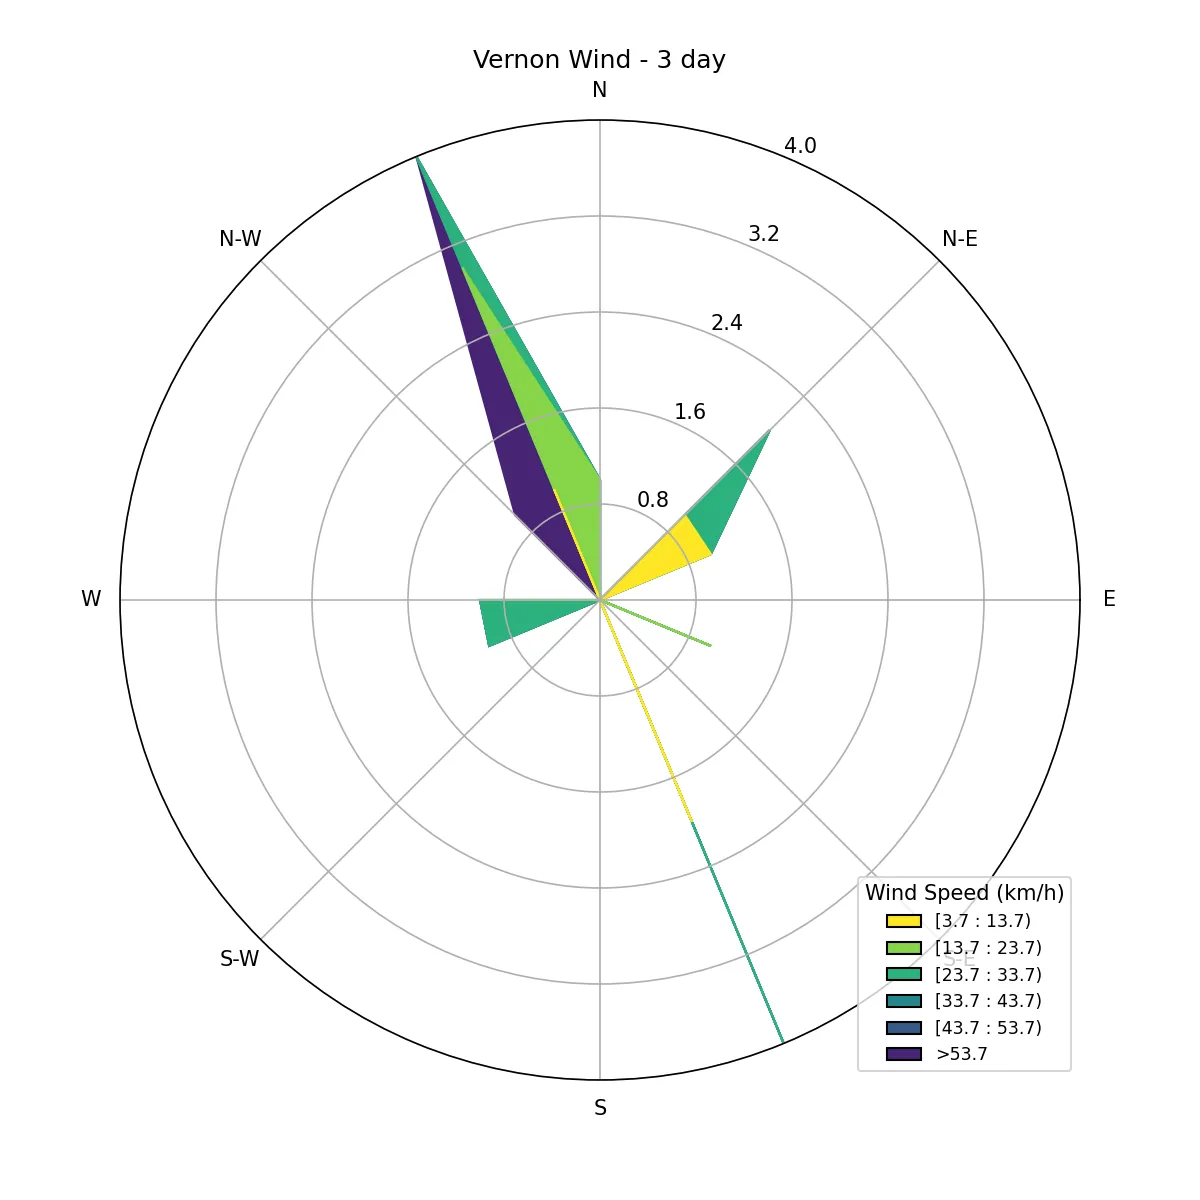 Vernon Wind - 3 day
N
4.0
N-W
3.2
N-E
2.4
1.6
0.8
W
E
S-W
S-E
S
Wind Speed (km/h)
[3.7 : 13.7)
[13.7 : 23.7)
[23.7 : 33.7)
[33.7 : 43.7)
[43.7 : 53.7)
>53.7